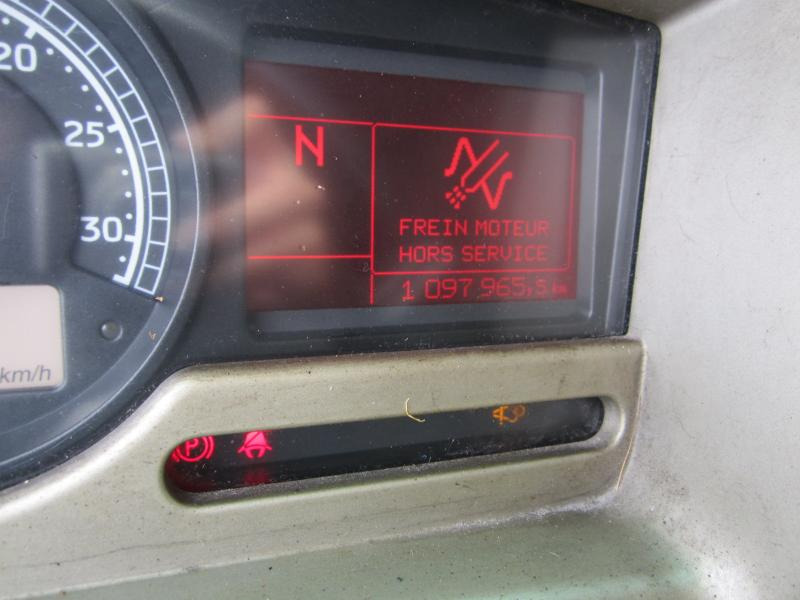 20
25
30
km/h
N
FREIN MOTEUR
HORS SERVICE
1 097 965,5 km
P